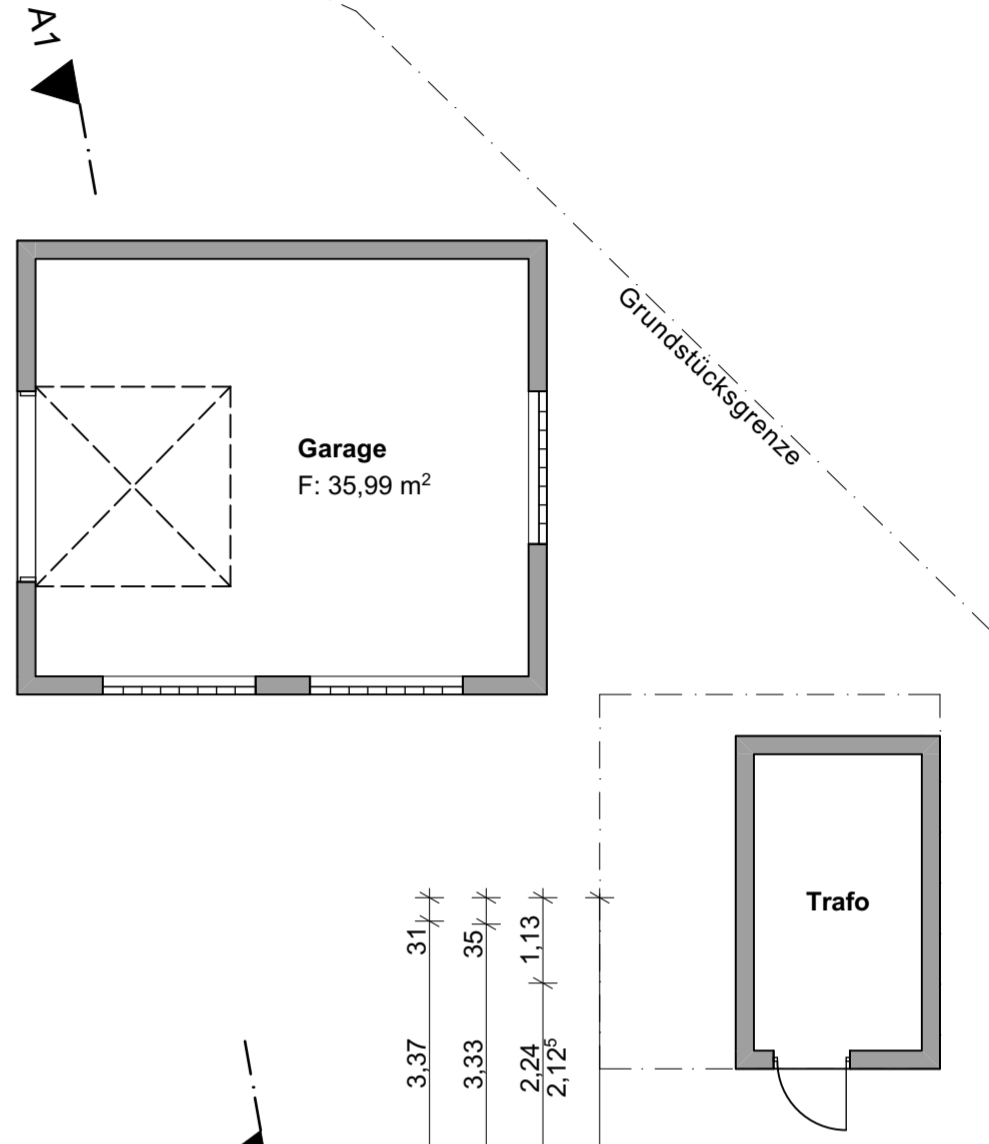 A1
Grundstücksgrenze
Garage
F: 35,99 m²
Trafo
31
35
1,13
3,37
3,33
2,24
2,12⁵